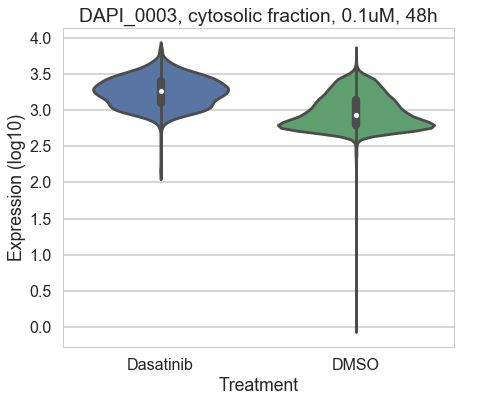 DAPI_0003, cytosolic fraction, 0.1uM, 48h
4.0
3.5
3.0
2.5
2.0
1.5
1.0
0.5
0.0
Expression (log10)
Dasatinib DMSO
Treatment